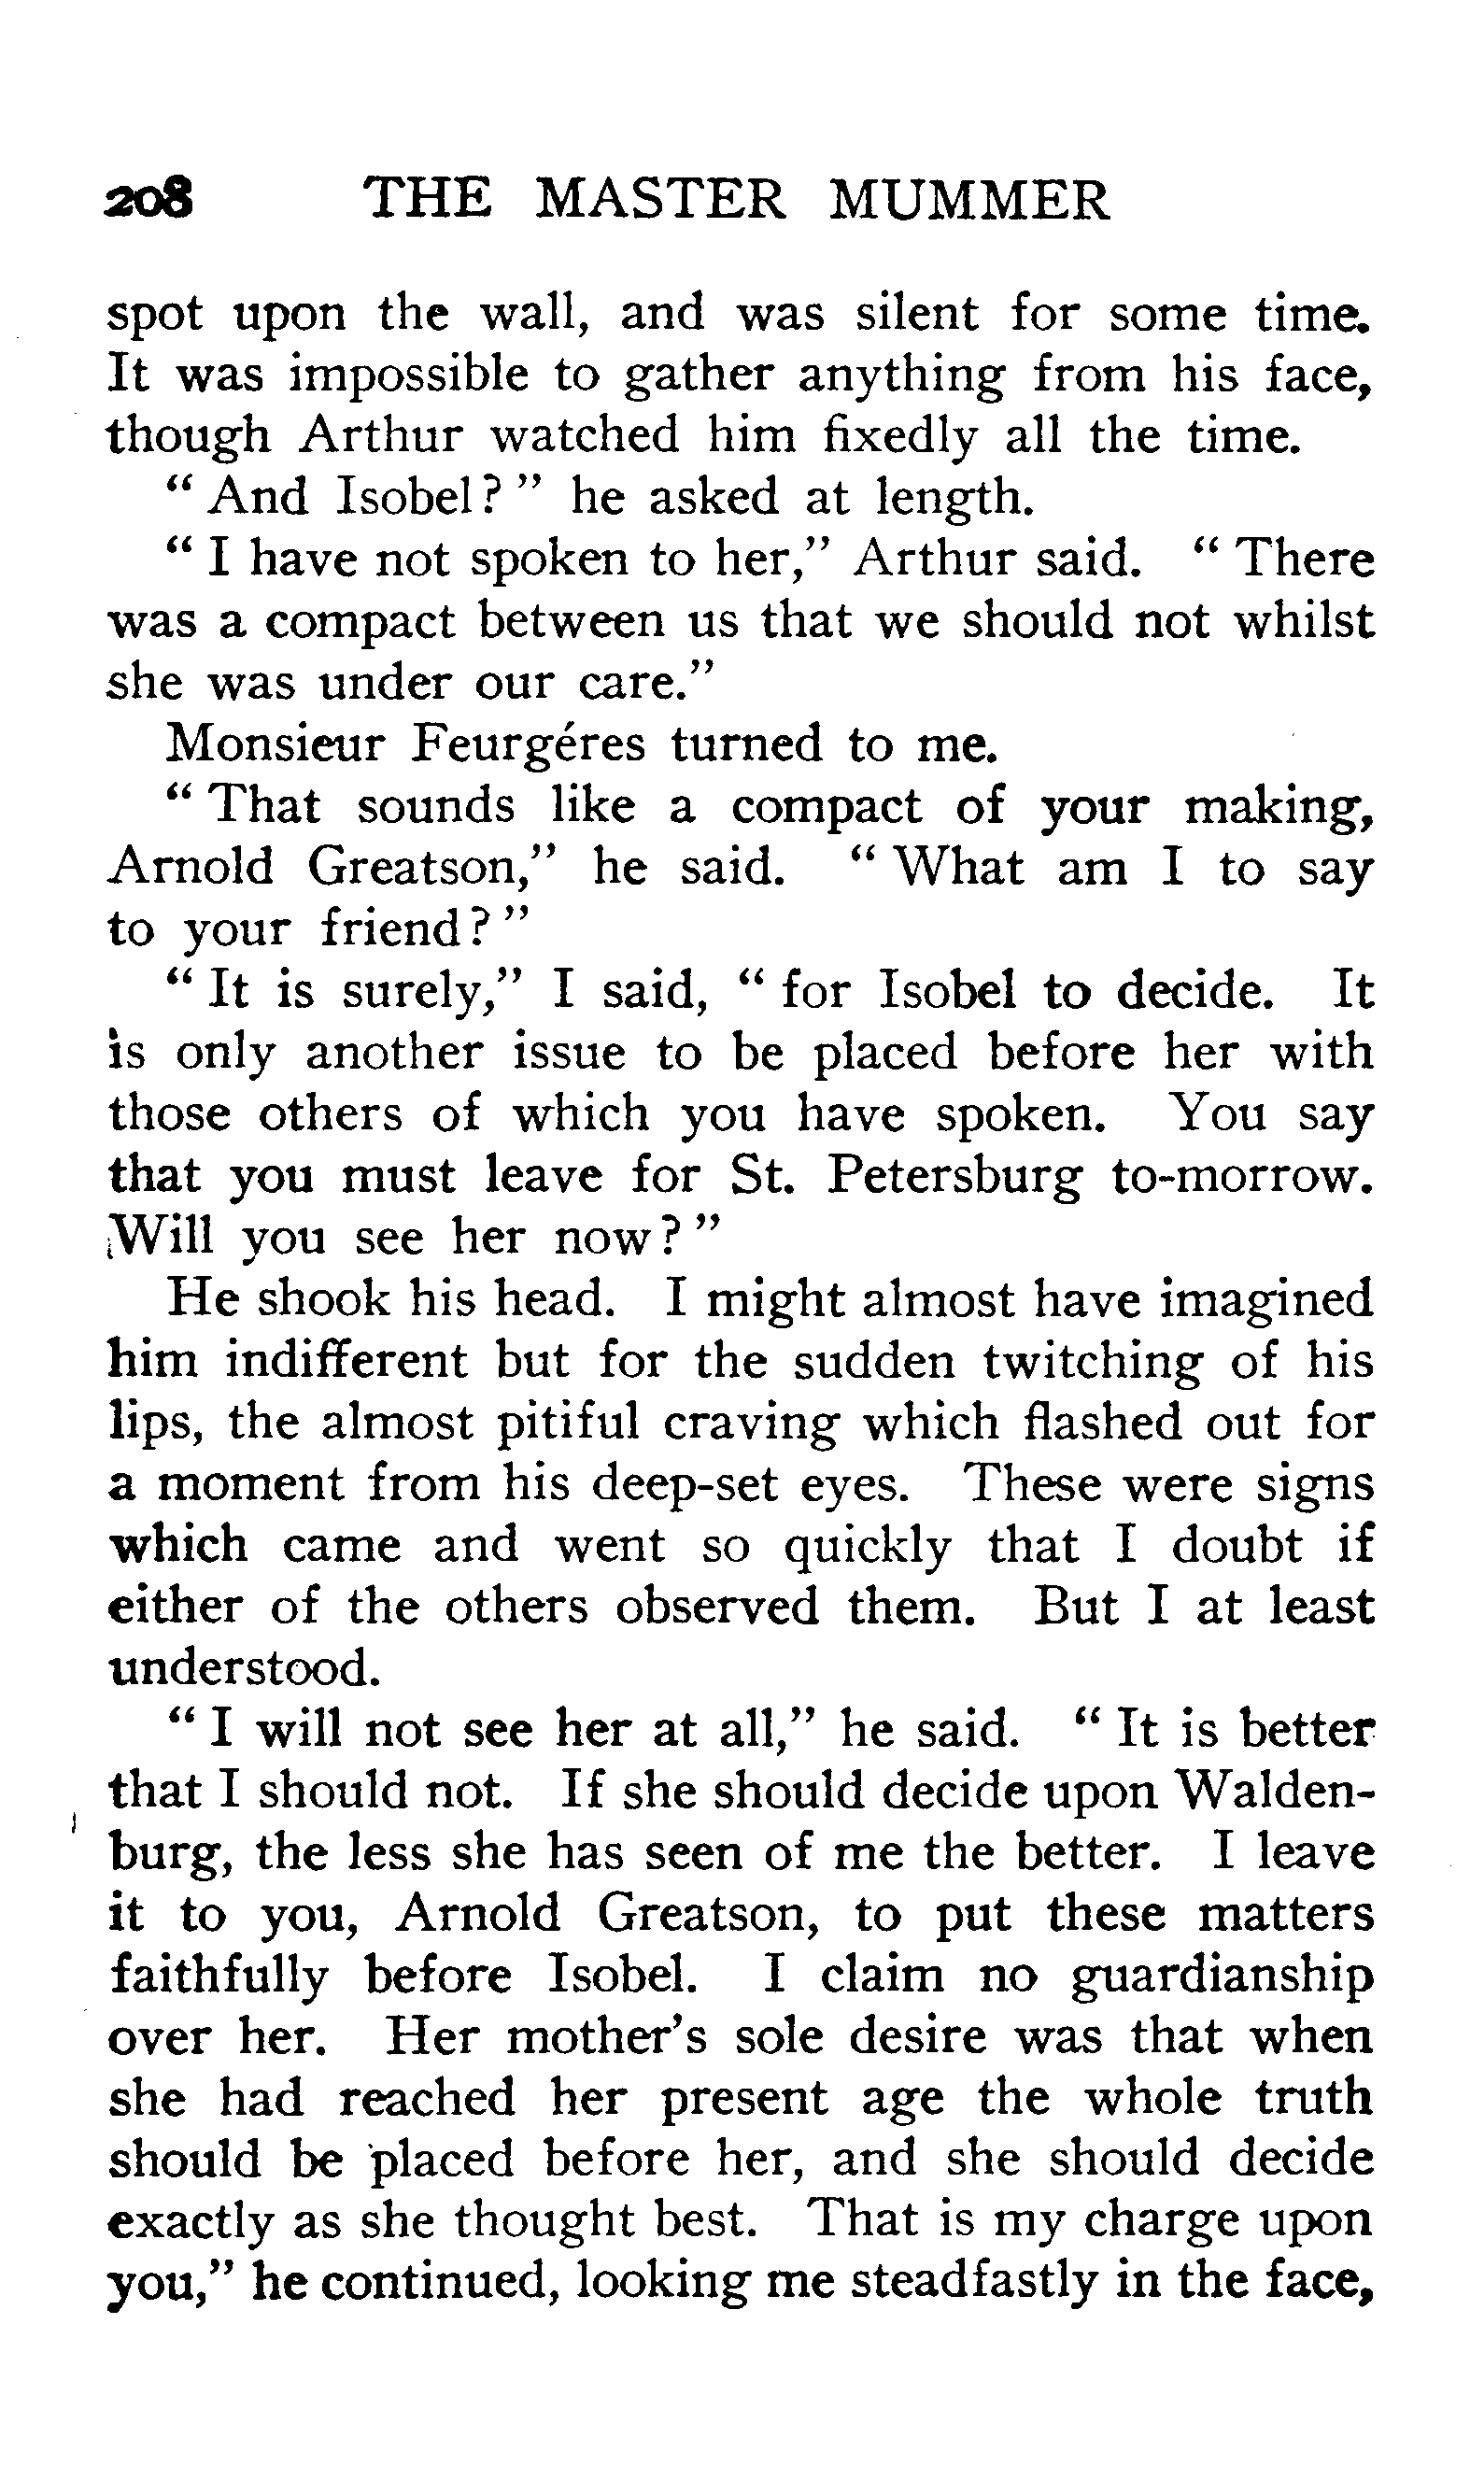 208 THE MASTER MUMMER
spot upon the wall, and was silent for some time.
It was impossible to gather anything from his face,
though Arthur watched him fixedly all the time.
“ And Isobel ? ” he asked at length.
“ I have not spoken to her,” Arthur said. “ There
was a compact between us that we should not whilst
she was under our care.”
Monsieur Feurgéres turned to me.
“ That sounds like a compact of your making,
Arnold Greatson,” he said. “ What am I to say
to your friend ? ”
“ It is surely,” I said, “ for Isobel to decide. It
is only another issue to be placed before her with
those others of which you have spoken. You say
that you must leave for St. Petersburg to-morrow.
Will you see her now ? ”
He shook his head. I might almost have imagined
him indifferent but for the sudden twitching of his
lips, the almost pitiful craving which flashed out for
a moment from his deep-set eyes. These were signs
which came and went so quickly that I doubt if
either of the others observed them. But I at least
understood.
“ I will not see her at all,” he said. “ It is better
that I should not. If she should decide upon Walden-
burg, the less she has seen of me the better. I leave
it to you, Arnold Greatson, to put these matters
faithfully before Isobel. I claim no guardianship
over her. Her mother’s sole desire was that when
she had reached her present age the whole truth
should be placed before her, and she should decide
exactly as she thought best. That is my charge upon
you,” he continued, looking me steadfastly in the face,